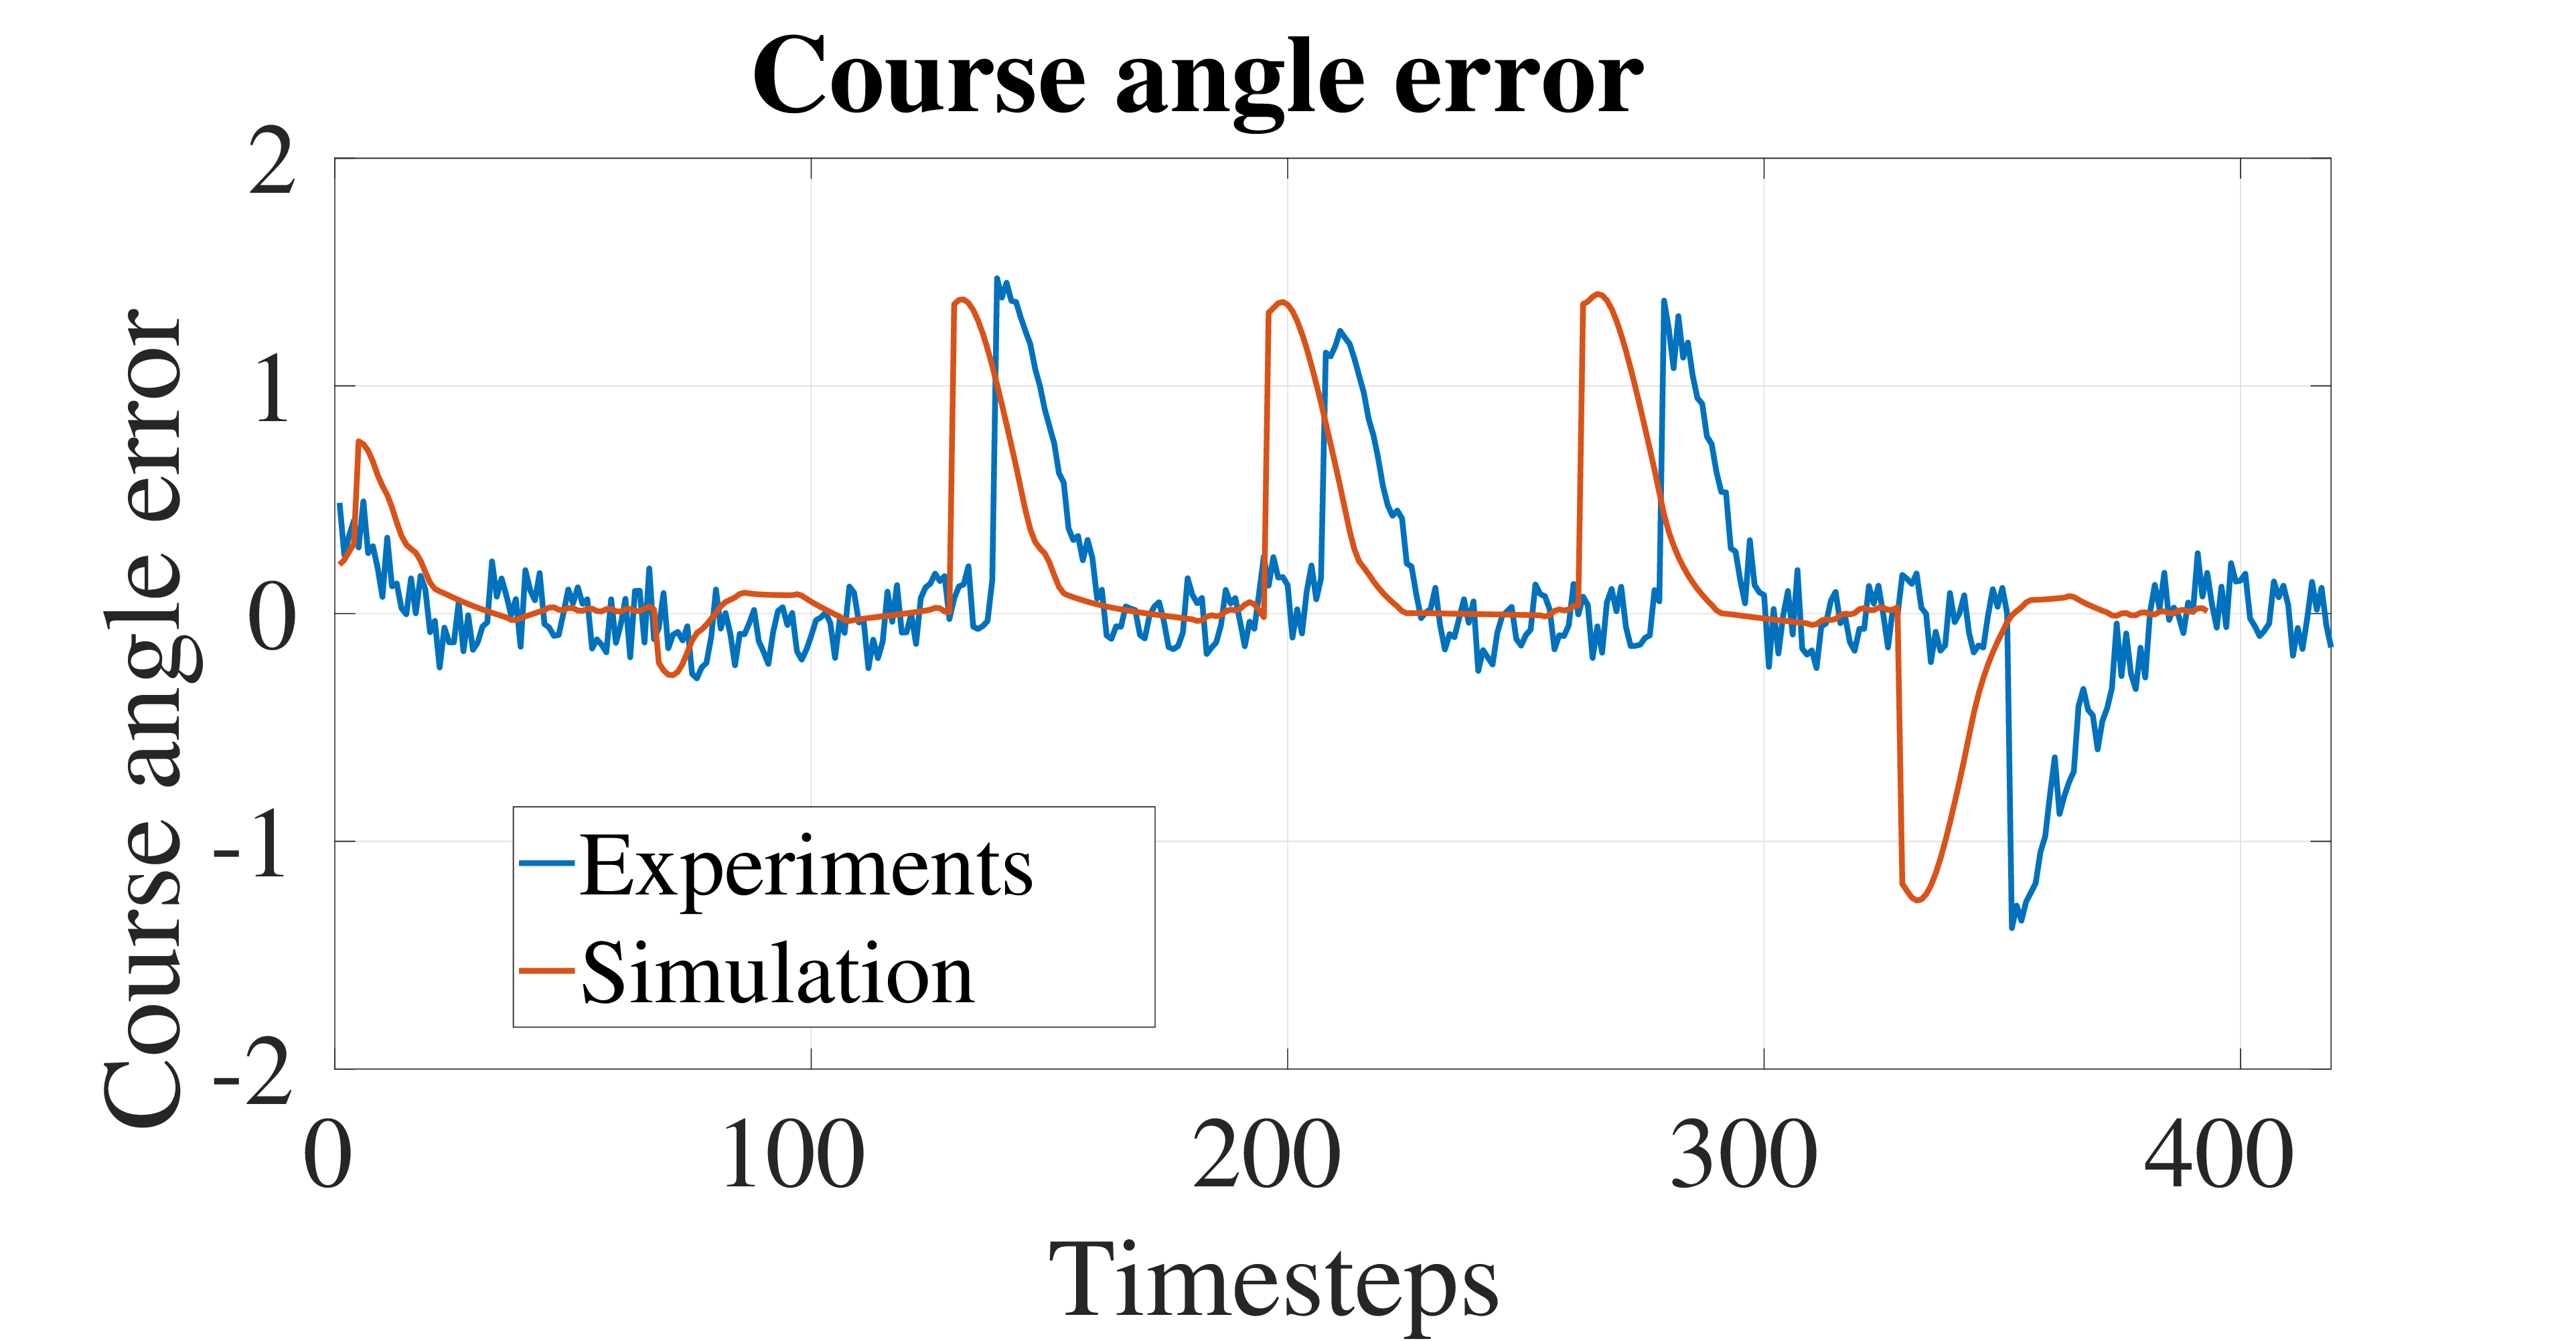 Course angle error
Course angle error
2
1
0
-1
-2
Experiments
Simulation
0 100 200 300 400
Timesteps